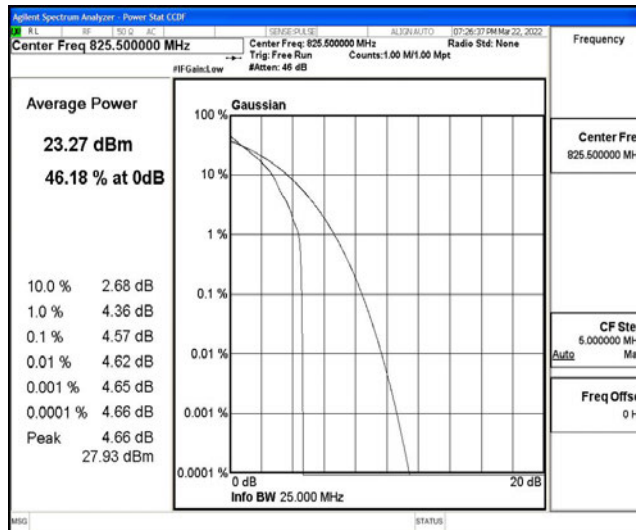 Agilent Spectrum Analyzer - Power Stat CCDF
RL RF 50 Ω AC SENSE:PULSE ALIGN AUTO 07:26:37 PM Mar 22, 2022
Center Freq 825.500000 MHz
Center Freq: 825.500000 MHz
Radio Std: None
Trig: Free Run
Counts:1.00 M/1.00 Mpt
#IFGain:Low
#Atten: 46 dB
Frequency
Average Power
23.27 dBm
46.18 % at 0dB
10.0 % 2.68 dB
1.0 % 4.36 dB
0.1 % 4.57 dB
0.01 % 4.62 dB
0.001 % 4.65 dB
0.0001 % 4.66 dB
Peak 4.66 dB
27.93 dBm
Gaussian
100 %
10 %
1 %
0.1 %
0.01 %
0.001 %
0.0001 %
0 dB 20 dB
Info BW 25.000 MHz
Center Fre
825.500000 MH
CF Ste
5.000000 MH
Auto Ma
Freq Offse
0 H
MSG STATUS